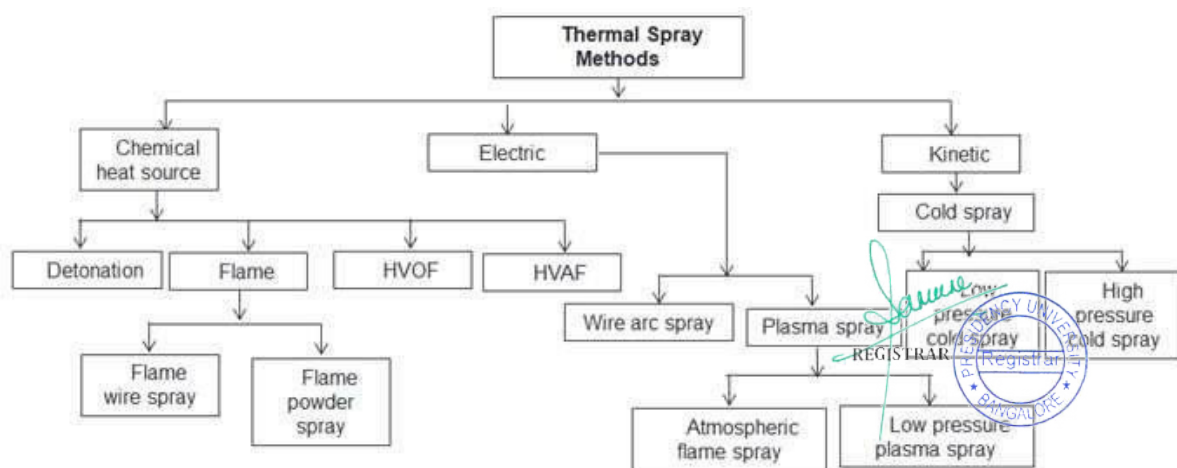 Thermal Spray
Methods
Chemical
heat source
Electric
Kinetic
Cold spray
Detonation
Flame
HVOF
HVAF
Wire arc spray
Plasma spray
Low
pressure
cold spray
High
pressure
cold spray
Flame
wire spray
Flame
powder
spray
Atmospheric
flame spray
Low pressure
plasma spray
REGISTRAR
PRESIDENCY UNIVERSITY
Registrar
★ BANGALORE ★